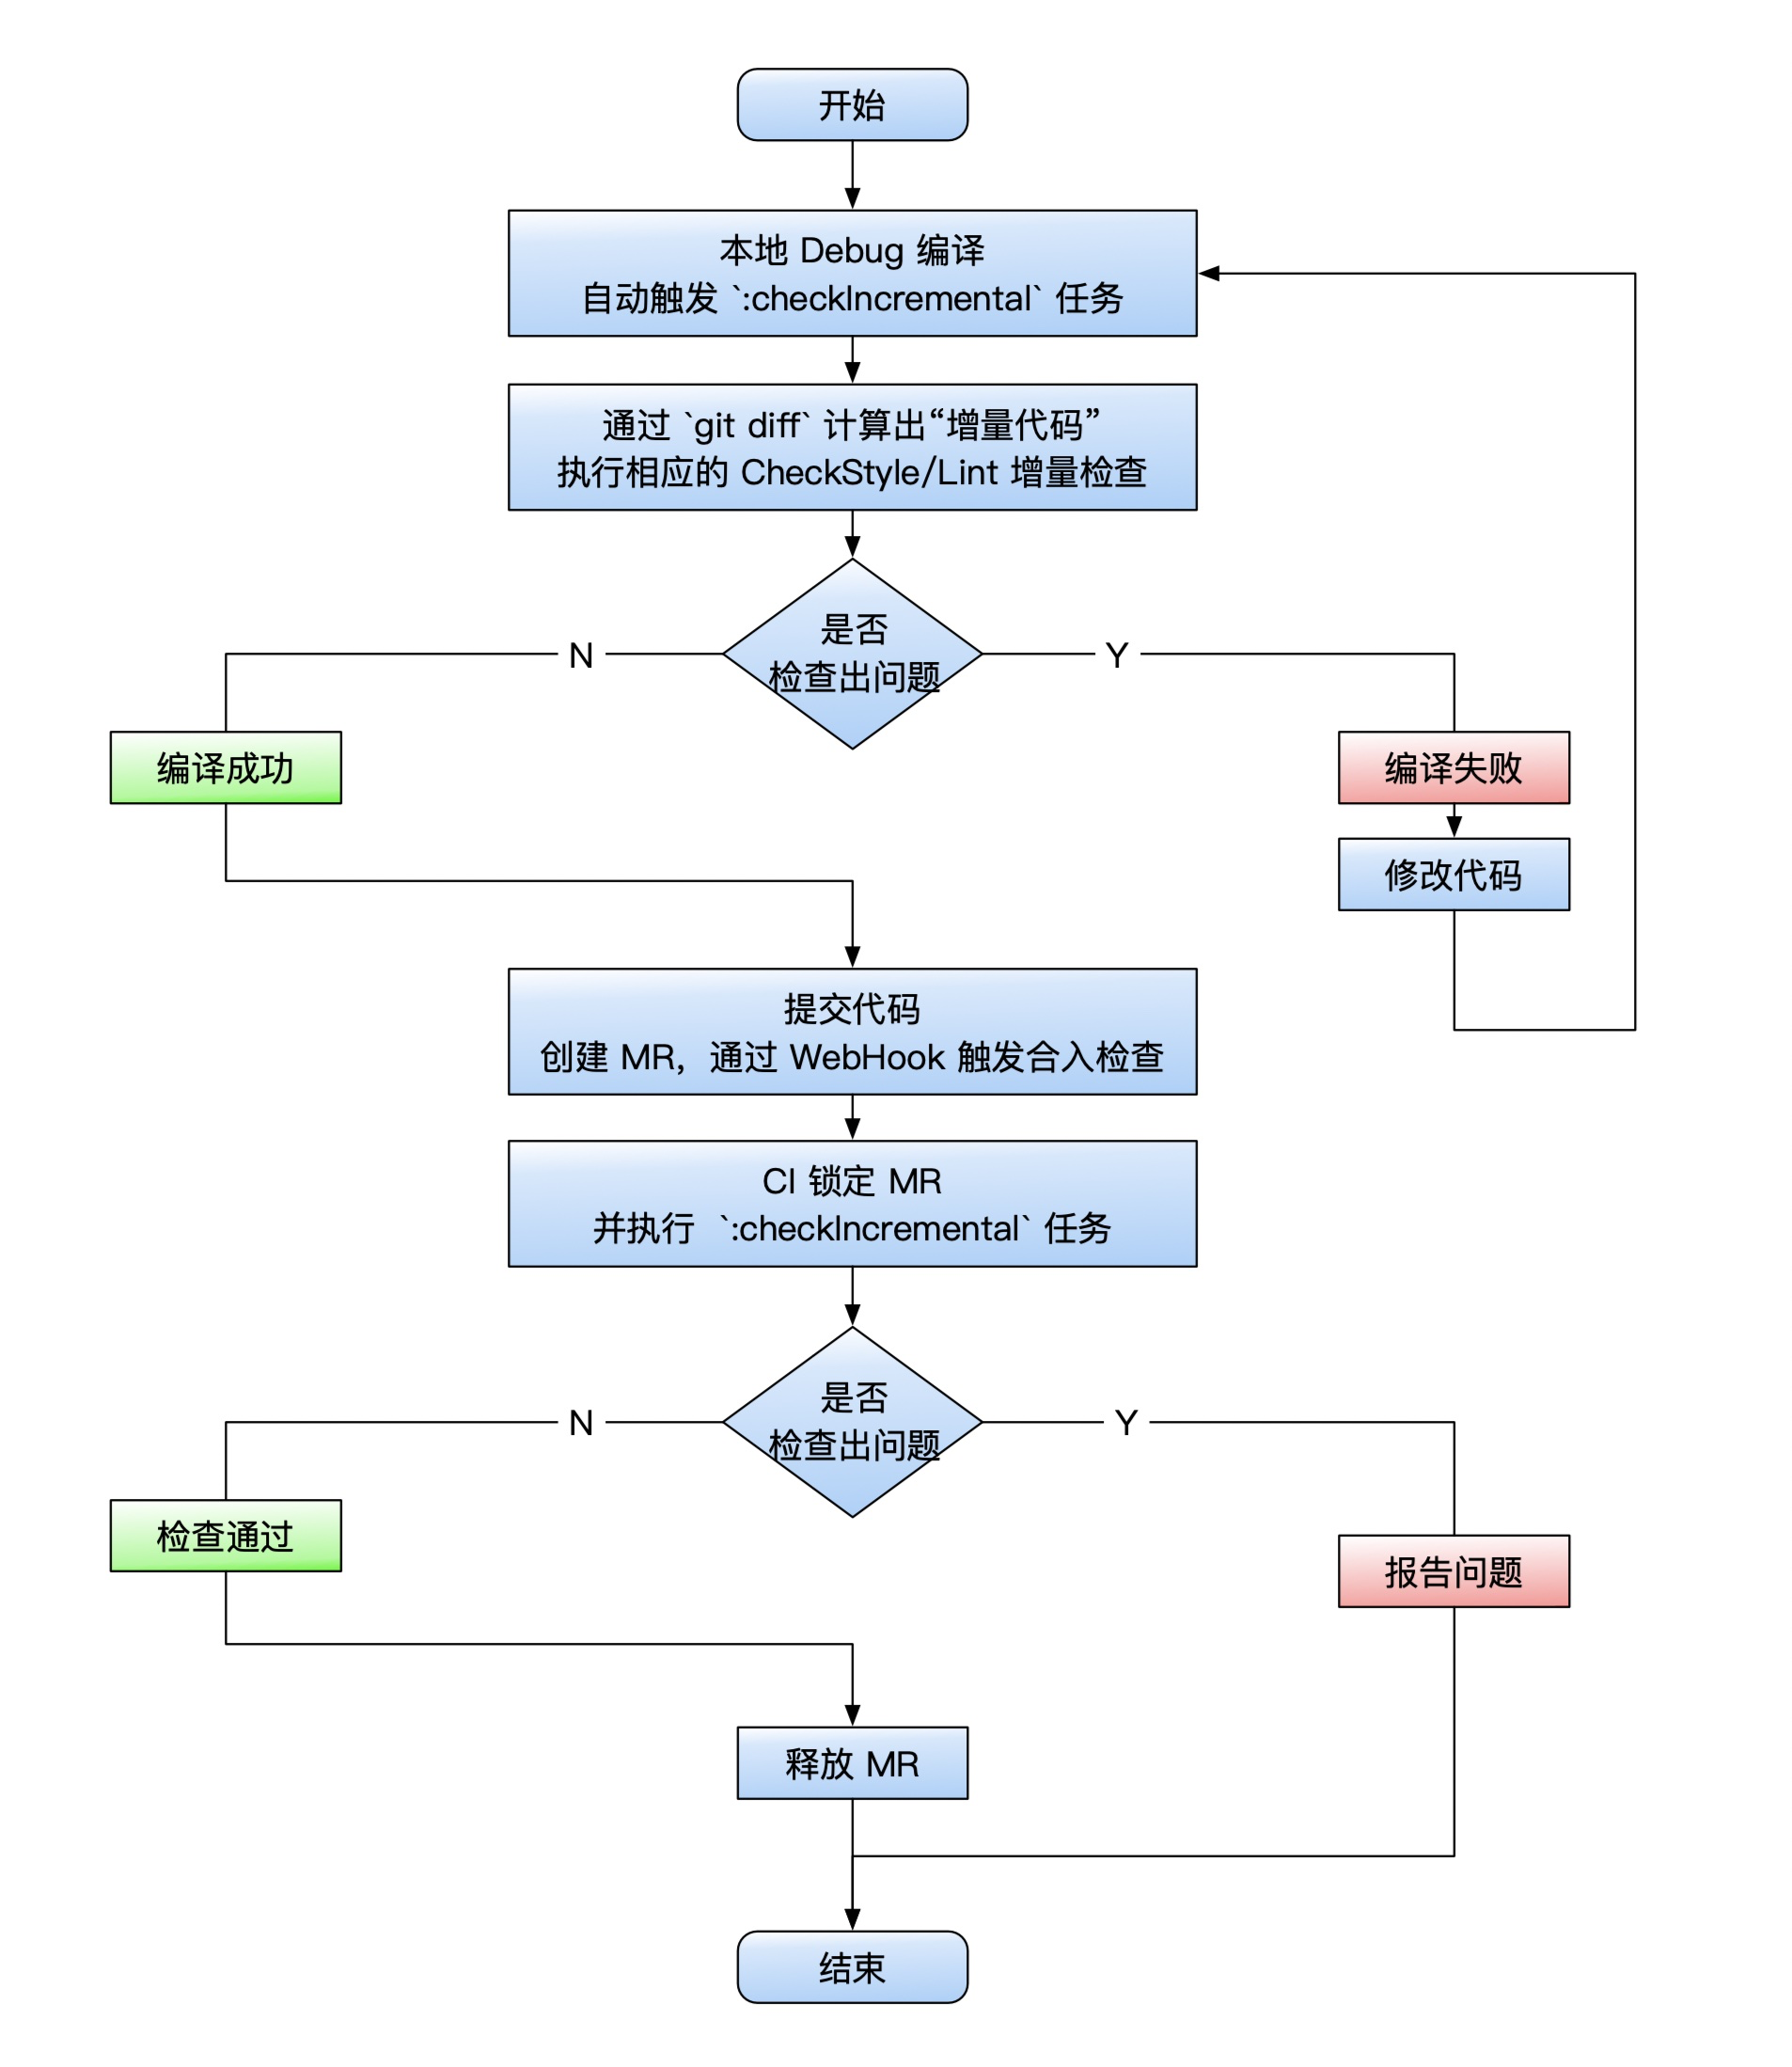 开始
本地 Debug 编译
自动触发 `:checkIncremental` 任务
通过 `git diff` 计算出“增量代码”
执行相应的 CheckStyle/Lint 增量检查
是否
检查出问题
N
Y
编译成功
编译失败
修改代码
提交代码
创建 MR，通过 WebHook 触发合入检查
CI 锁定 MR
并执行 `:checkIncremental` 任务
是否
检查出问题
N
Y
检查通过
报告问题
释放 MR
结束